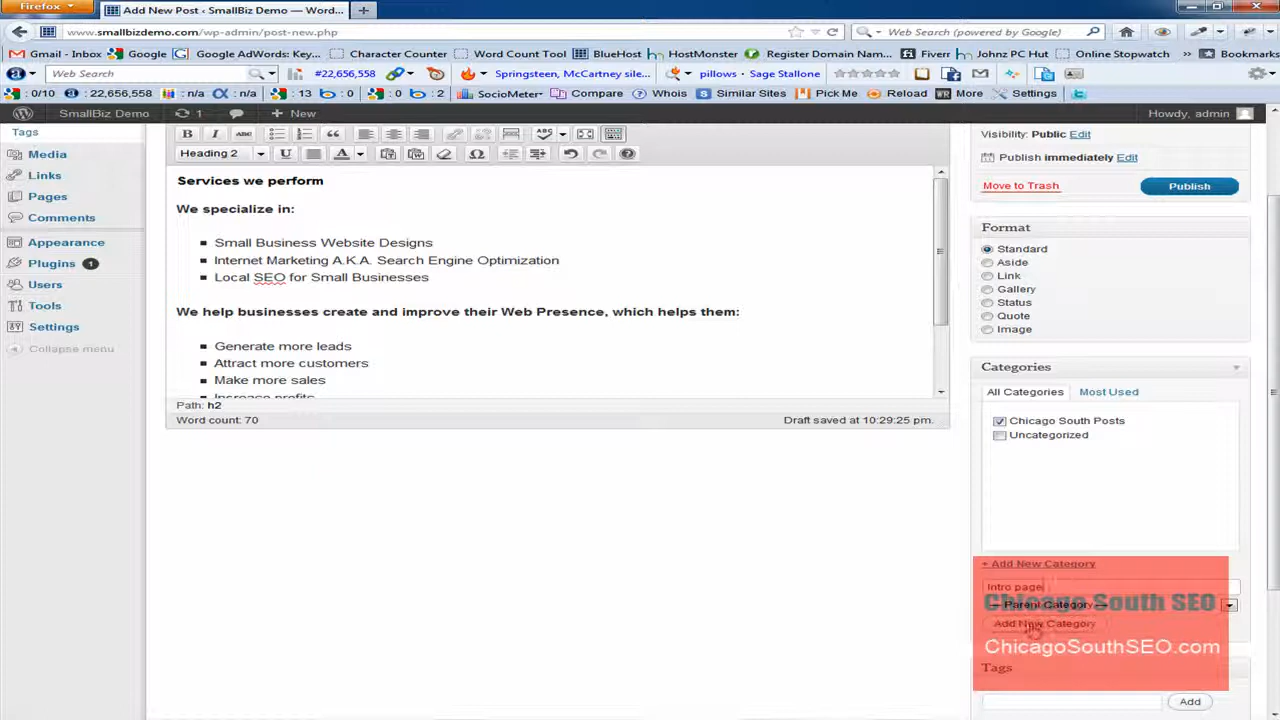 Firefox
Add New Post ‹ SmallBiz Demo — Word...
www.smallbizdemo.com/wp-admin/post-new.php
Web Search (powered by Google)
Gmail - Inbox
Google
Google AdWords Key...
Character Counter
Word Count Tool
BlueHost
HostMonster
Register Domain Nam...
Fiverr
Johnz PC Hut
Online Stopwatch
Bookmarks
Web Search
#22,656,558
Springsteen, McCartney sile...
pillows · Sage Stallone
: 0/10
: 22,656,558
: n/a
: n/a
: 13
: 0
: 0
: 2
SocioMeter
Compare
Whois
Similar Sites
Pick Me
Reload
More
Settings
SmallBiz Demo
1
New
Howdy, admin
Tags
Media
Links
Pages
Comments
Appearance
Plugins 1
Users
Tools
Settings
Collapse menu
B I ABC
Heading 2
Services we perform
We specialize in:
Small Business Website Designs
Internet Marketing A.K.A. Search Engine Optimization
Local SEO for Small Businesses
We help businesses create and improve their Web Presence, which helps them:
Generate more leads
Attract more customers
Make more sales
Increase profits
Path: h2
Word count: 70
Draft saved at 10:29:25 pm.
Visibility: Public Edit
Publish immediately Edit
Move to Trash
Publish
Format
Standard
Aside
Link
Gallery
Status
Quote
Image
Categories
All Categories
Most Used
Chicago South Posts
Uncategorized
+ Add New Category
Intro page
— Parent Category —
Chicago South SEO
Add New Category
ChicagoSouthSEO.com
Tags
Add